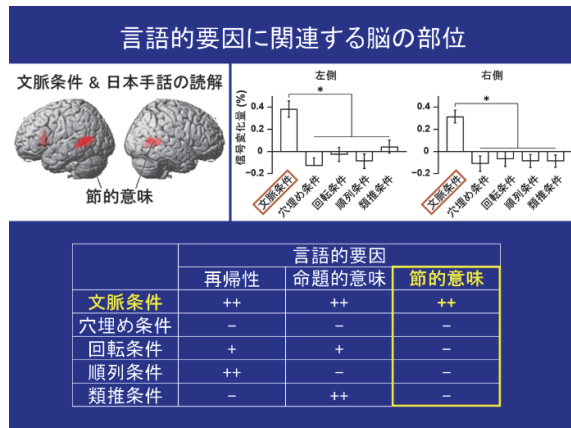 言語的要因に関連する脳の部位
文脈条件 & 日本手話の読解
節的意味
左側
右側
信号変化量 (%)
0.4
0.2
0
−0.2
*
文脈条件
穴埋め条件
回転条件
順列条件
類推条件
0.4
0.2
0
−0.2
*
文脈条件
穴埋め条件
回転条件
順列条件
類推条件
言語的要因
再帰性 命題的意味 節的意味
文脈条件 ++ ++ ++
穴埋め条件 − − −
回転条件 + + −
順列条件 ++ − −
類推条件 − ++ −